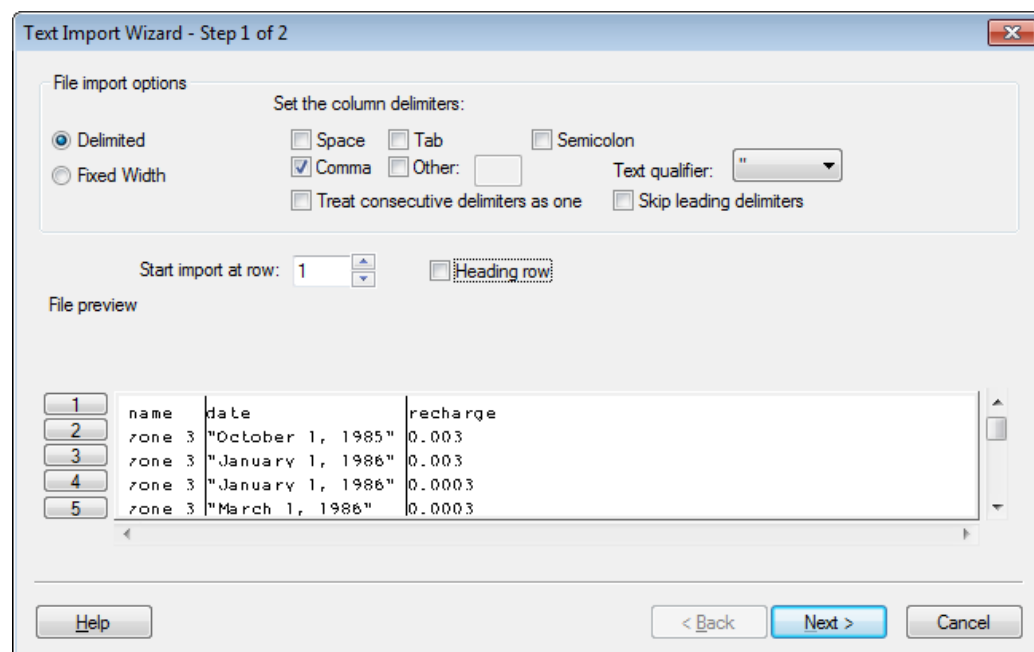 Text Import Wizard - Step 1 of 2
File import options
Set the column delimiters:
Delimited
Space Tab Semicolon
Fixed Width
Comma Other: Text qualifier: "
Treat consecutive delimiters as one Skip leading delimiters
Start import at row: 1 Heading row
File preview
1 name date recharge
2 zone 3 "October 1, 1985" 0.003
3 zone 3 "January 1, 1986" 0.003
4 zone 3 "January 1, 1986" 0.0003
5 zone 3 "March 1, 1986" 0.0003
Help < Back Next > Cancel